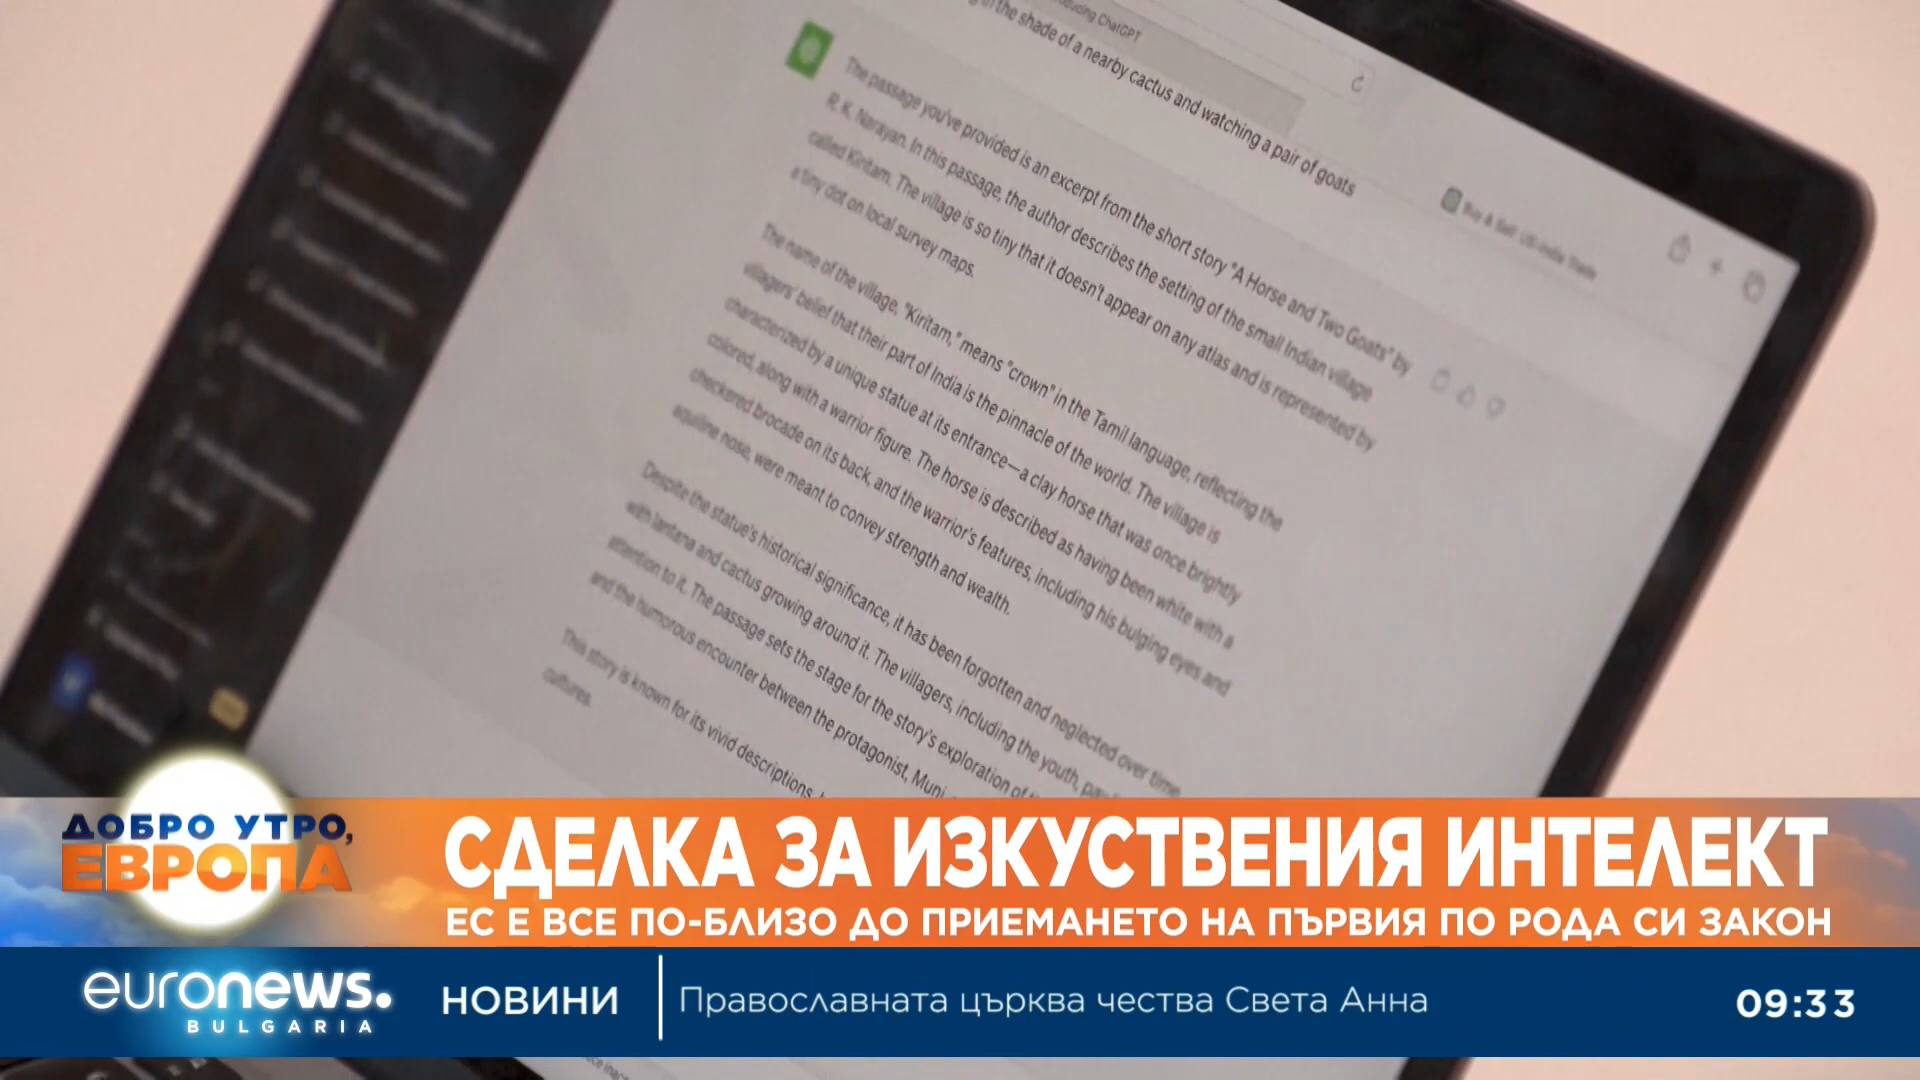 ducing ChatGPT
in the shade of a nearby cactus and watching a pair of goats
Buy & Sell: US-India Trade
The passage you've provided is an excerpt from the short story "A Horse and Two Goats" by
R. K. Narayan. In this passage, the author describes the setting of the small Indian village
called Kiritam. The village is so tiny that it doesn't appear on any atlas and is represented by
a tiny dot on local survey maps.
The name of the village, "Kiritam," means "crown" in the Tamil language, reflecting the
villagers' belief that their part of India is the pinnacle of the world. The village is
characterized by a unique statue at its entrance—a clay horse that was once brightly
colored, along with a warrior figure. The horse is described as having been white with a
checkered brocade on its back, and the warrior's features, including his bulging eyes and
aquiline nose, were meant to convey strength and wealth.
Despite the statue's historical significance, it has been forgotten and neglected over time
with lantana and cactus growing around it. The villagers, including the youth, pay
attention to it. The passage sets the stage for the story's exploration of
and the humorous encounter between the protagonist, Muni,
This story is known for its vivid descriptions,
cultures.
ДОБРО УТРО,
ЕВРОПА
СДЕЛКА ЗА ИЗКУСТВЕНИЯ ИНТЕЛЕКТ
ЕС Е ВСЕ ПО-БЛИЗО ДО ПРИЕМАНЕТО НА ПЪРВИЯ ПО РОДА СИ ЗАКОН
euronews.
BULGARIA
НОВИНИ
Православната църква чества Света Анна
09:33